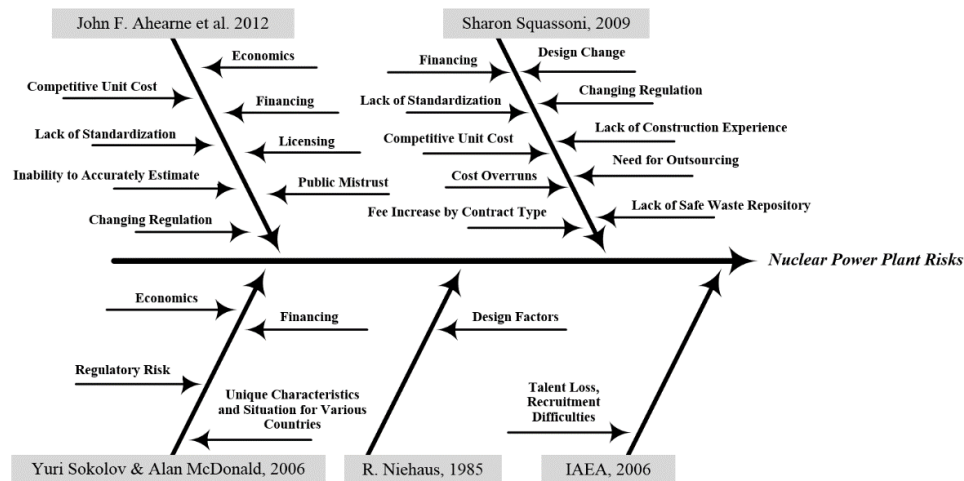 John F. Ahearne et al. 2012
Economics
Competitive Unit Cost
Financing
Lack of Standardization
Licensing
Inability to Accurately Estimate
Public Mistrust
Changing Regulation
Sharon Squassoni, 2009
Design Change
Financing
Changing Regulation
Lack of Standardization
Lack of Construction Experience
Competitive Unit Cost
Need for Outsourcing
Cost Overruns
Lack of Safe Waste Repository
Fee Increase by Contract Type
Nuclear Power Plant Risks
Economics
Financing
Regulatory Risk
Unique Characteristics
and Situation for Various
Countries
Yuri Sokolov & Alan McDonald, 2006
Design Factors
R. Niehaus, 1985
Talent Loss,
Recruitment
Difficulties
IAEA, 2006